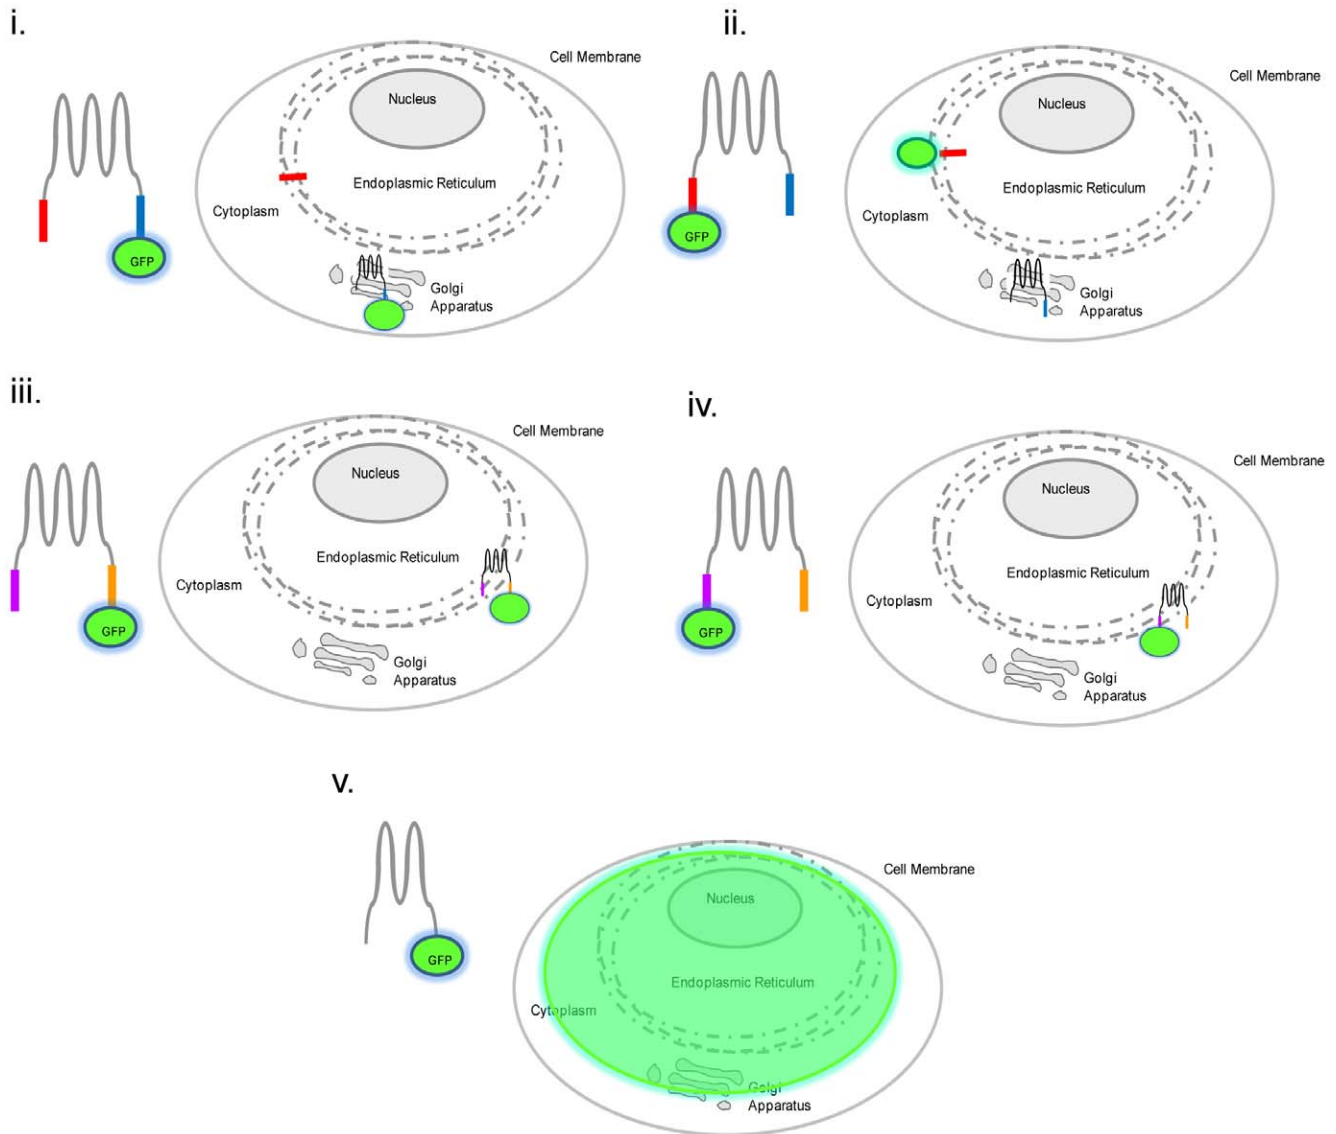 i.
Cell Membrane
Nucleus
Endoplasmic Reticulum
Cytoplasm
GFP
Golgi
Apparatus
ii.
Cell Membrane
Nucleus
Endoplasmic Reticulum
Cytoplasm
GFP
Golgi
Apparatus
iii.
Cell Membrane
Nucleus
Endoplasmic Reticulum
Cytoplasm
GFP
Golgi
Apparatus
iv.
Cell Membrane
Nucleus
Endoplasmic Reticulum
Cytoplasm
GFP
Golgi
Apparatus
v.
Cell Membrane
Nucleus
GFP
Endoplasmic Reticulum
Cytoplasm
Golgi
Apparatus